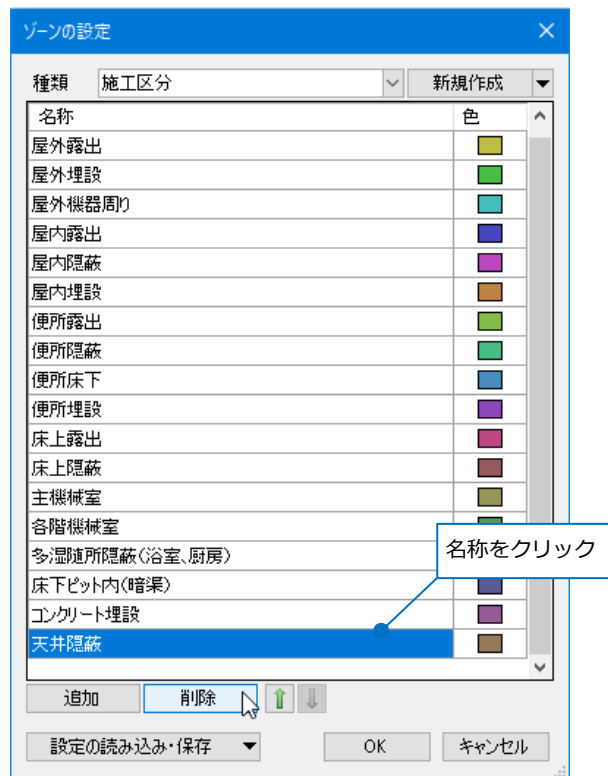 ゾーンの設定
種類 施工区分 新規作成
名称 色
屋外露出
屋外埋設
屋外機器周り
屋内露出
屋内隠蔽
屋内埋設
便所露出
便所隠蔽
便所床下
便所埋設
床上露出
床上隠蔽
主機械室
各階機械室
名称をクリック
多湿随所隠蔽(浴室、厨房)
床下ピット内(暗渠)
コンクリート埋設
天井隠蔽
追加 削除
設定の読み込み・保存 OK キャンセル